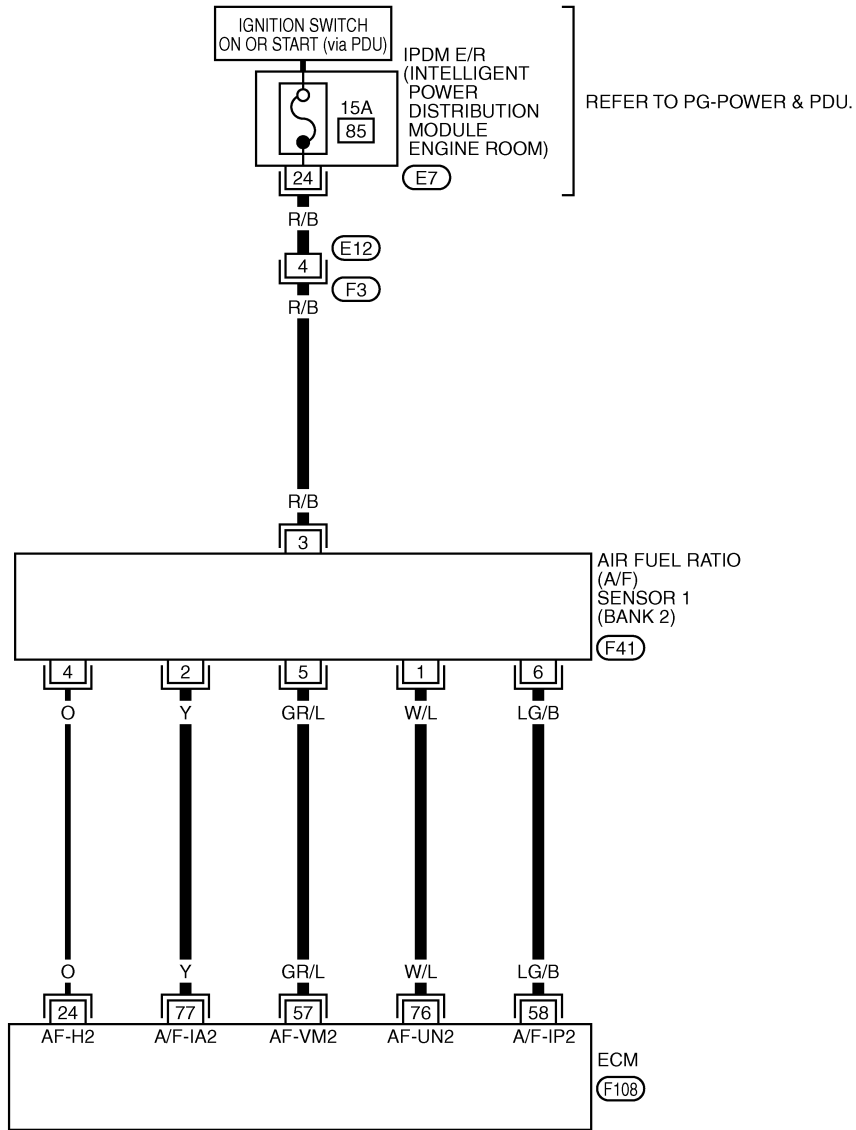 IGNITION SWITCH
ON OR START (via PDU)
IPDM E/R
(INTELLIGENT
POWER
DISTRIBUTION
MODULE
ENGINE ROOM)
REFER TO PG-POWER & PDU.
15A
85
24
E7
R/B
E12
4
F3
R/B
R/B
3
AIR FUEL RATIO
(A/F)
SENSOR 1
(BANK 2)
F41
4 2 5 1 6
O Y GR/L W/L LG/B
O Y GR/L W/L LG/B
24 77 57 76 58
AF-H2 A/F-IA2 AF-VM2 AF-UN2 A/F-IP2
ECM
F108